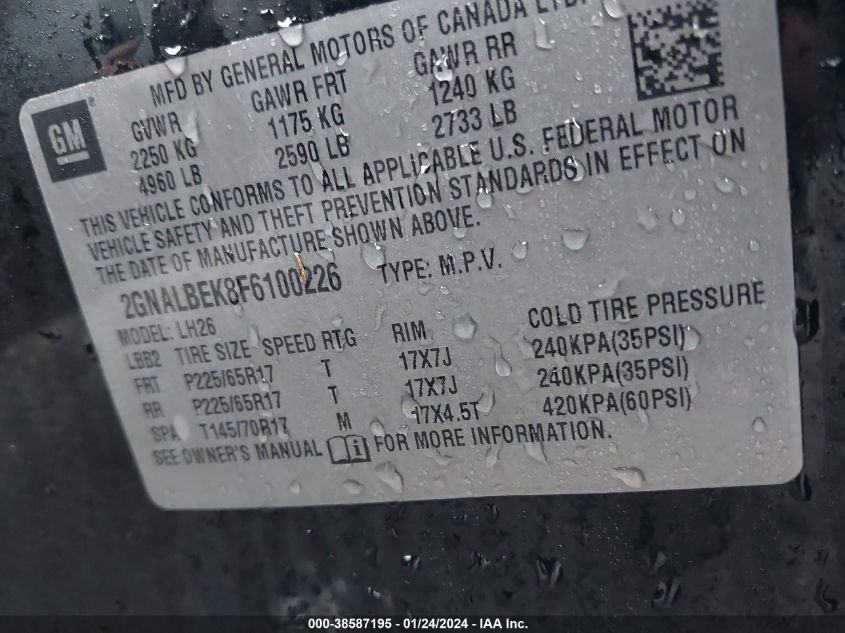 MFD BY GENERAL MOTORS OF CANADA LTD.
GM
GVWR GAWR FRT GAWR RR
2250 KG 1175 KG 1240 KG
4960 LB 2590 LB 2733 LB
THIS VEHICLE CONFORMS TO ALL APPLICABLE U.S. FEDERAL MOTOR
VEHICLE SAFETY AND THEFT PREVENTION STANDARDS IN EFFECT ON
THE DATE OF MANUFACTURE SHOWN ABOVE.
2GNALBEK8F6100226 TYPE: M.P.V.
MODEL: LH26
LBB2 TIRE SIZE SPEED RTG RIM COLD TIRE PRESSURE
FRT P225/65R17 T 17X7J 240KPA(35PSI)
RR P225/65R17 T 17X7J 240KPA(35PSI)
SPA T145/70R17 M 17X4.5T 420KPA(60PSI)
SEE OWNER'S MANUAL FOR MORE INFORMATION.
000-38587195 - 01/24/2024 - IAA Inc.